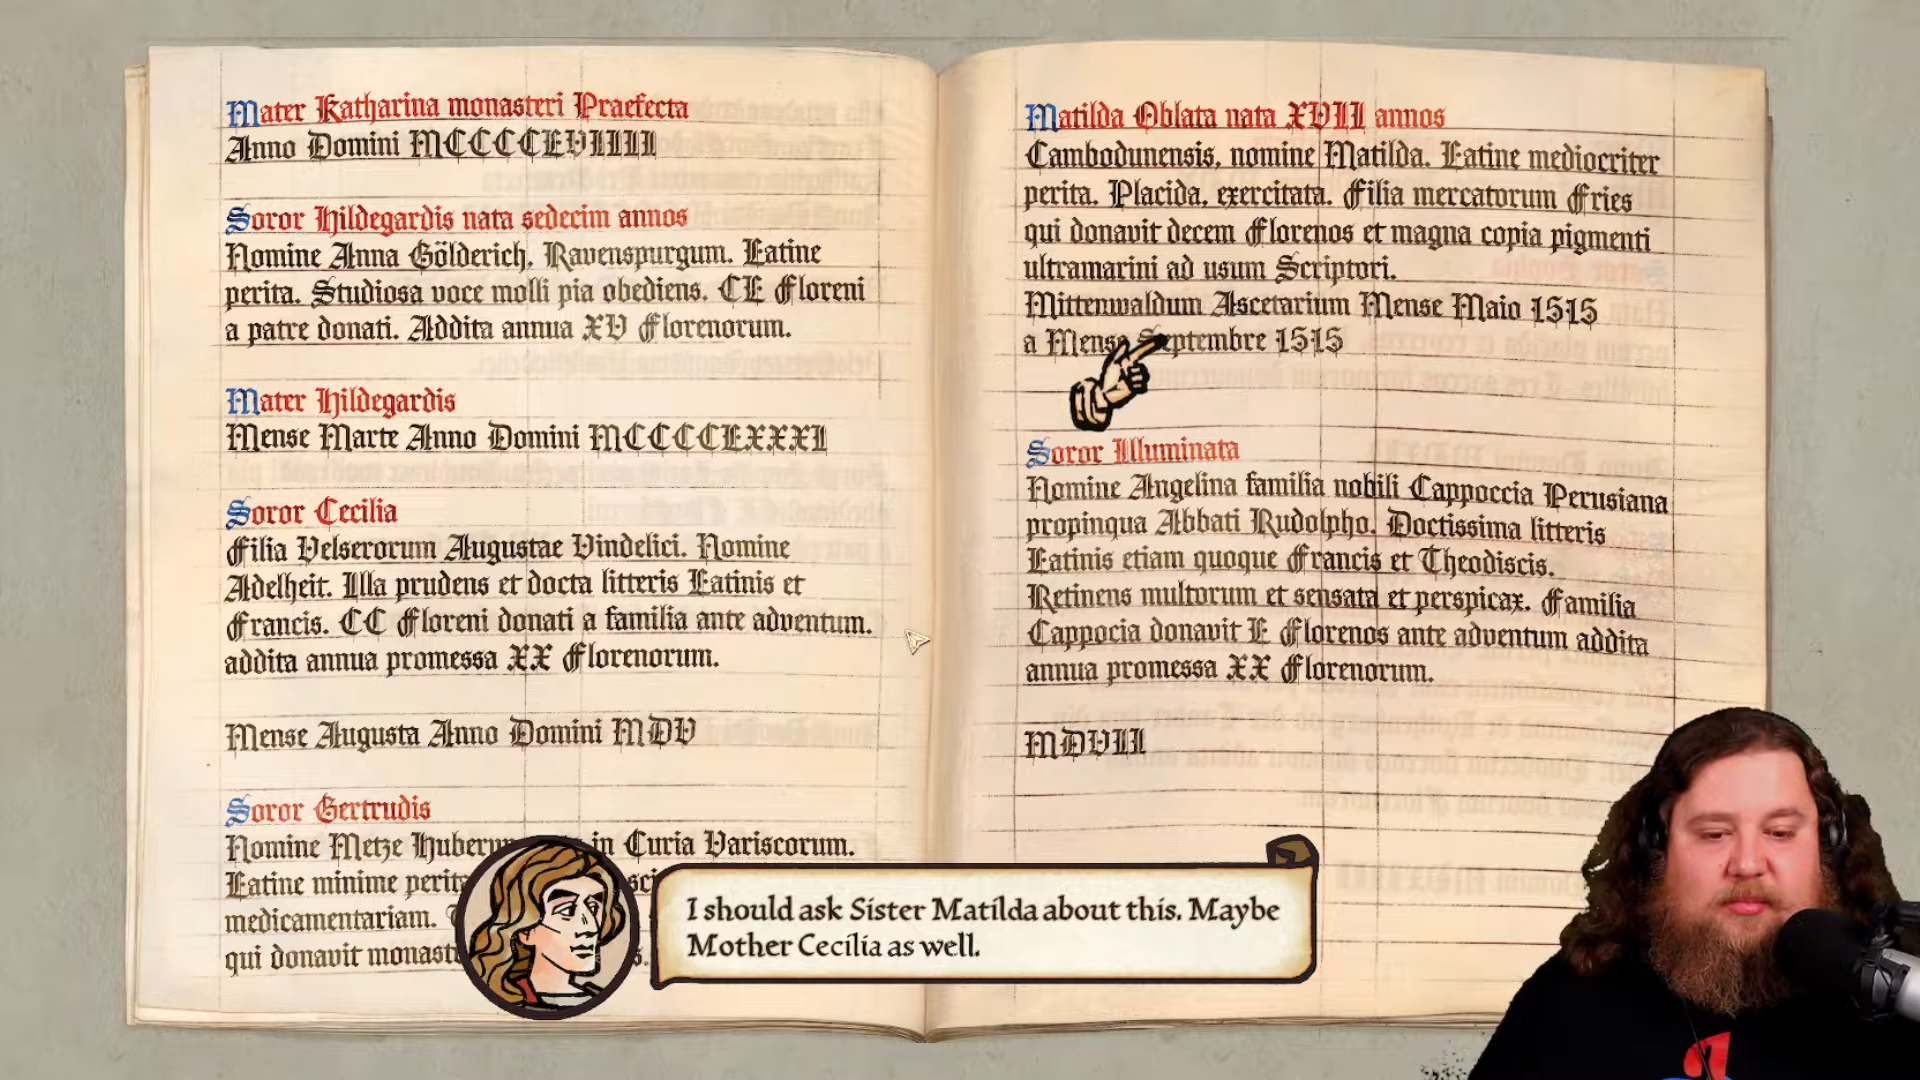 Mater Katharina monasteri Praefecta
Anno Domini MCCCCLVIIII
Soror Hildegardis nata sedecim annos
Nomine Anna Gölderich, Ravenspurgum. Latine
perita. Studiosa voce molli pia obediens. CL Floreni
a patre donati. Addita annua XV Florenorum.
Mater Hildegardis
Mense Marte Anno Domini MCCCCLXXXI
Soror Cecilia
Filia Velserorum Augustae Vindelici. Nomine
Adelheit. Illa prudens et docta litteris Latinis et
Francis. CC Floreni donati a familia ante adventum.
addita annua promessa XX Florenorum.
Mense Augusta Anno Domini MDV
Soror Gertrudis
Nomine Metze in Curia Variscorum.
Latine minime
medicamentariam.
qui donavit
Matilda Oblata nata XVII annos
Cambodunensis, nomine Matilda. Latine mediocriter
perita. Placida, exercitata. Filia mercatorum Fries
qui donavit decem Florenos et magna copia pigmenti
ultramarini ad usum Scriptori.
Mittenwaldum Ascetarium Mense Maio 1515
a Mense Septembre 1515
Soror Illuminata
Nomine Angelina familia nobili Cappoccia Perusiana
propinqua Abbati Rudolpho. Doctissima litteris
Latinis etiam quoque Francis et Theodiscis.
Retinens multorum et sensata et perspicax. Familia
Cappocia donavit L Florenos ante adventum addita
annua promessa XX Florenorum.
MDVII
I should ask Sister Matilda about this. Maybe
Mother Cecilia as well.